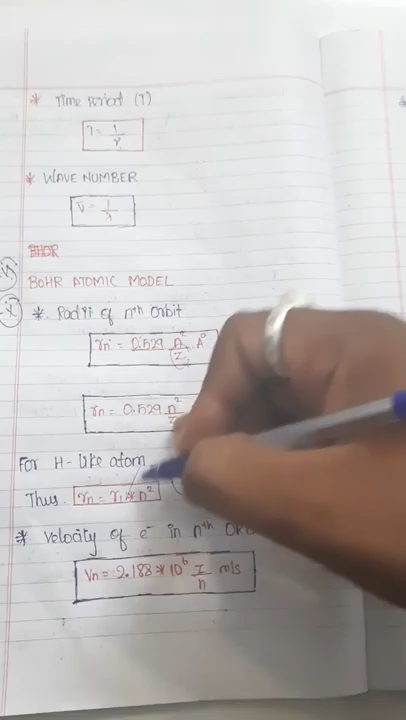 * Time period (T)
T = 1/ν
* WAVE NUMBER
ν̄ = 1/λ
BOHR ATOMIC MODEL
* Radii of nth Orbit
rn = 0.529 n²/Z A°
rn = 0.529 n²/Z
For H-like atom
Thus rn = r1 * n²
* Velocity of e⁻ in nth
Vn = 2.188 * 10⁶ Z/n m/s